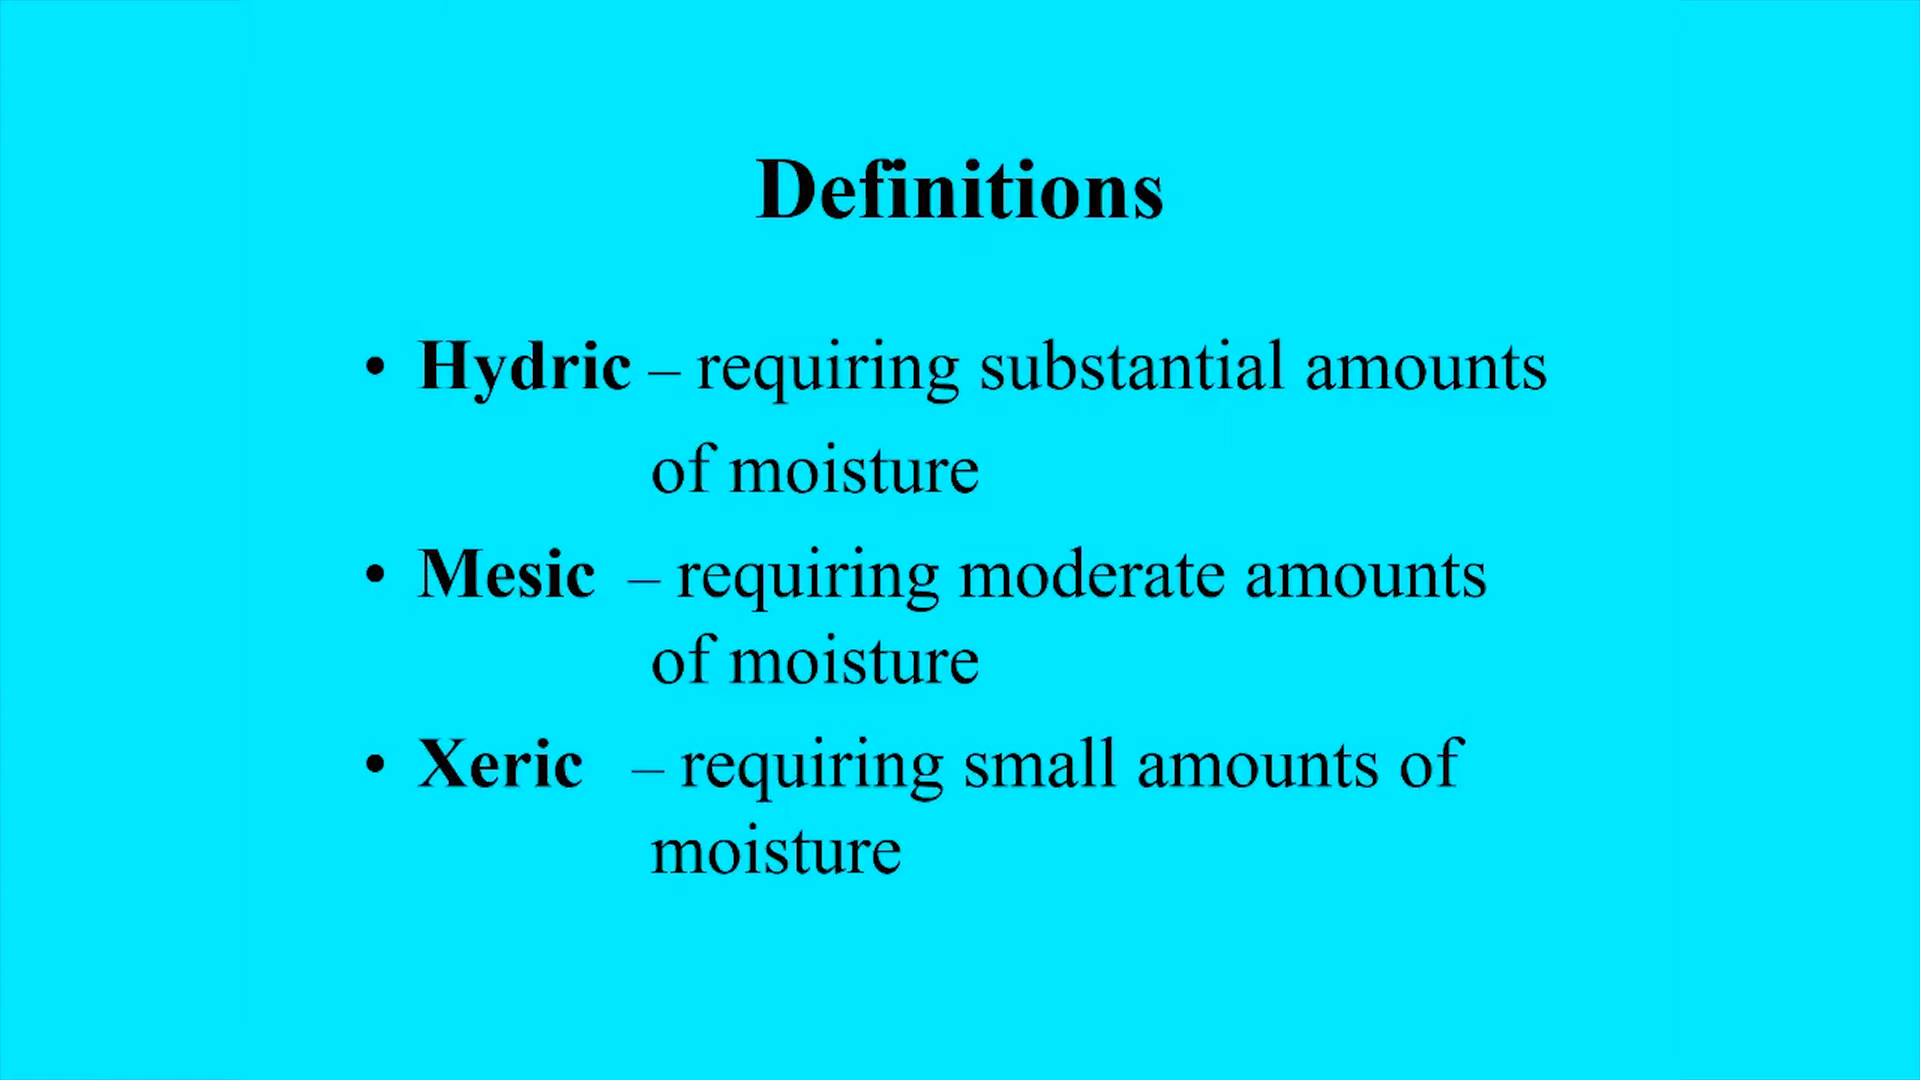 Definitions
• Hydric – requiring substantial amounts
of moisture
• Mesic – requiring moderate amounts
of moisture
• Xeric – requiring small amounts of
moisture